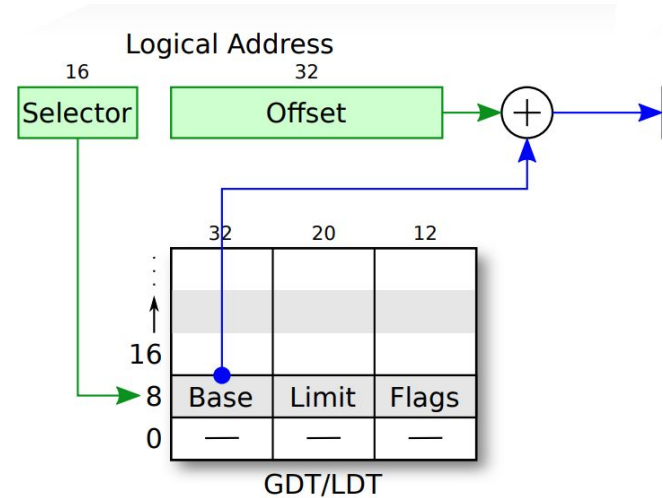 Logical Address
16 32
Selector Offset +
32 20 12
. . .
16
8 Base Limit Flags
0 — — —
GDT/LDT